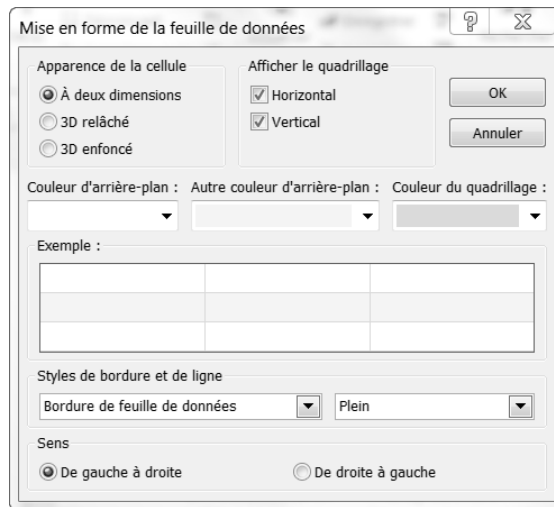 Mise en forme de la feuille de données
Apparence de la cellule
À deux dimensions
3D relâché
3D enfoncé
Afficher le quadrillage
Horizontal
Vertical
OK
Annuler
Couleur d'arrière-plan :
Autre couleur d'arrière-plan :
Couleur du quadrillage :
Exemple :
Styles de bordure et de ligne
Bordure de feuille de données
Plein
Sens
De gauche à droite
De droite à gauche